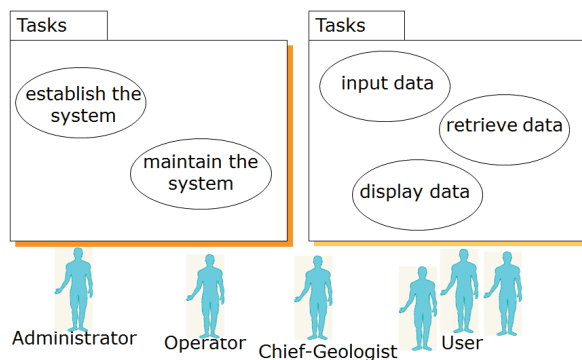 Tasks
establish the
system
maintain the
system
Tasks
input data
retrieve data
display data
Administrator
Operator
Chief-Geologist
User